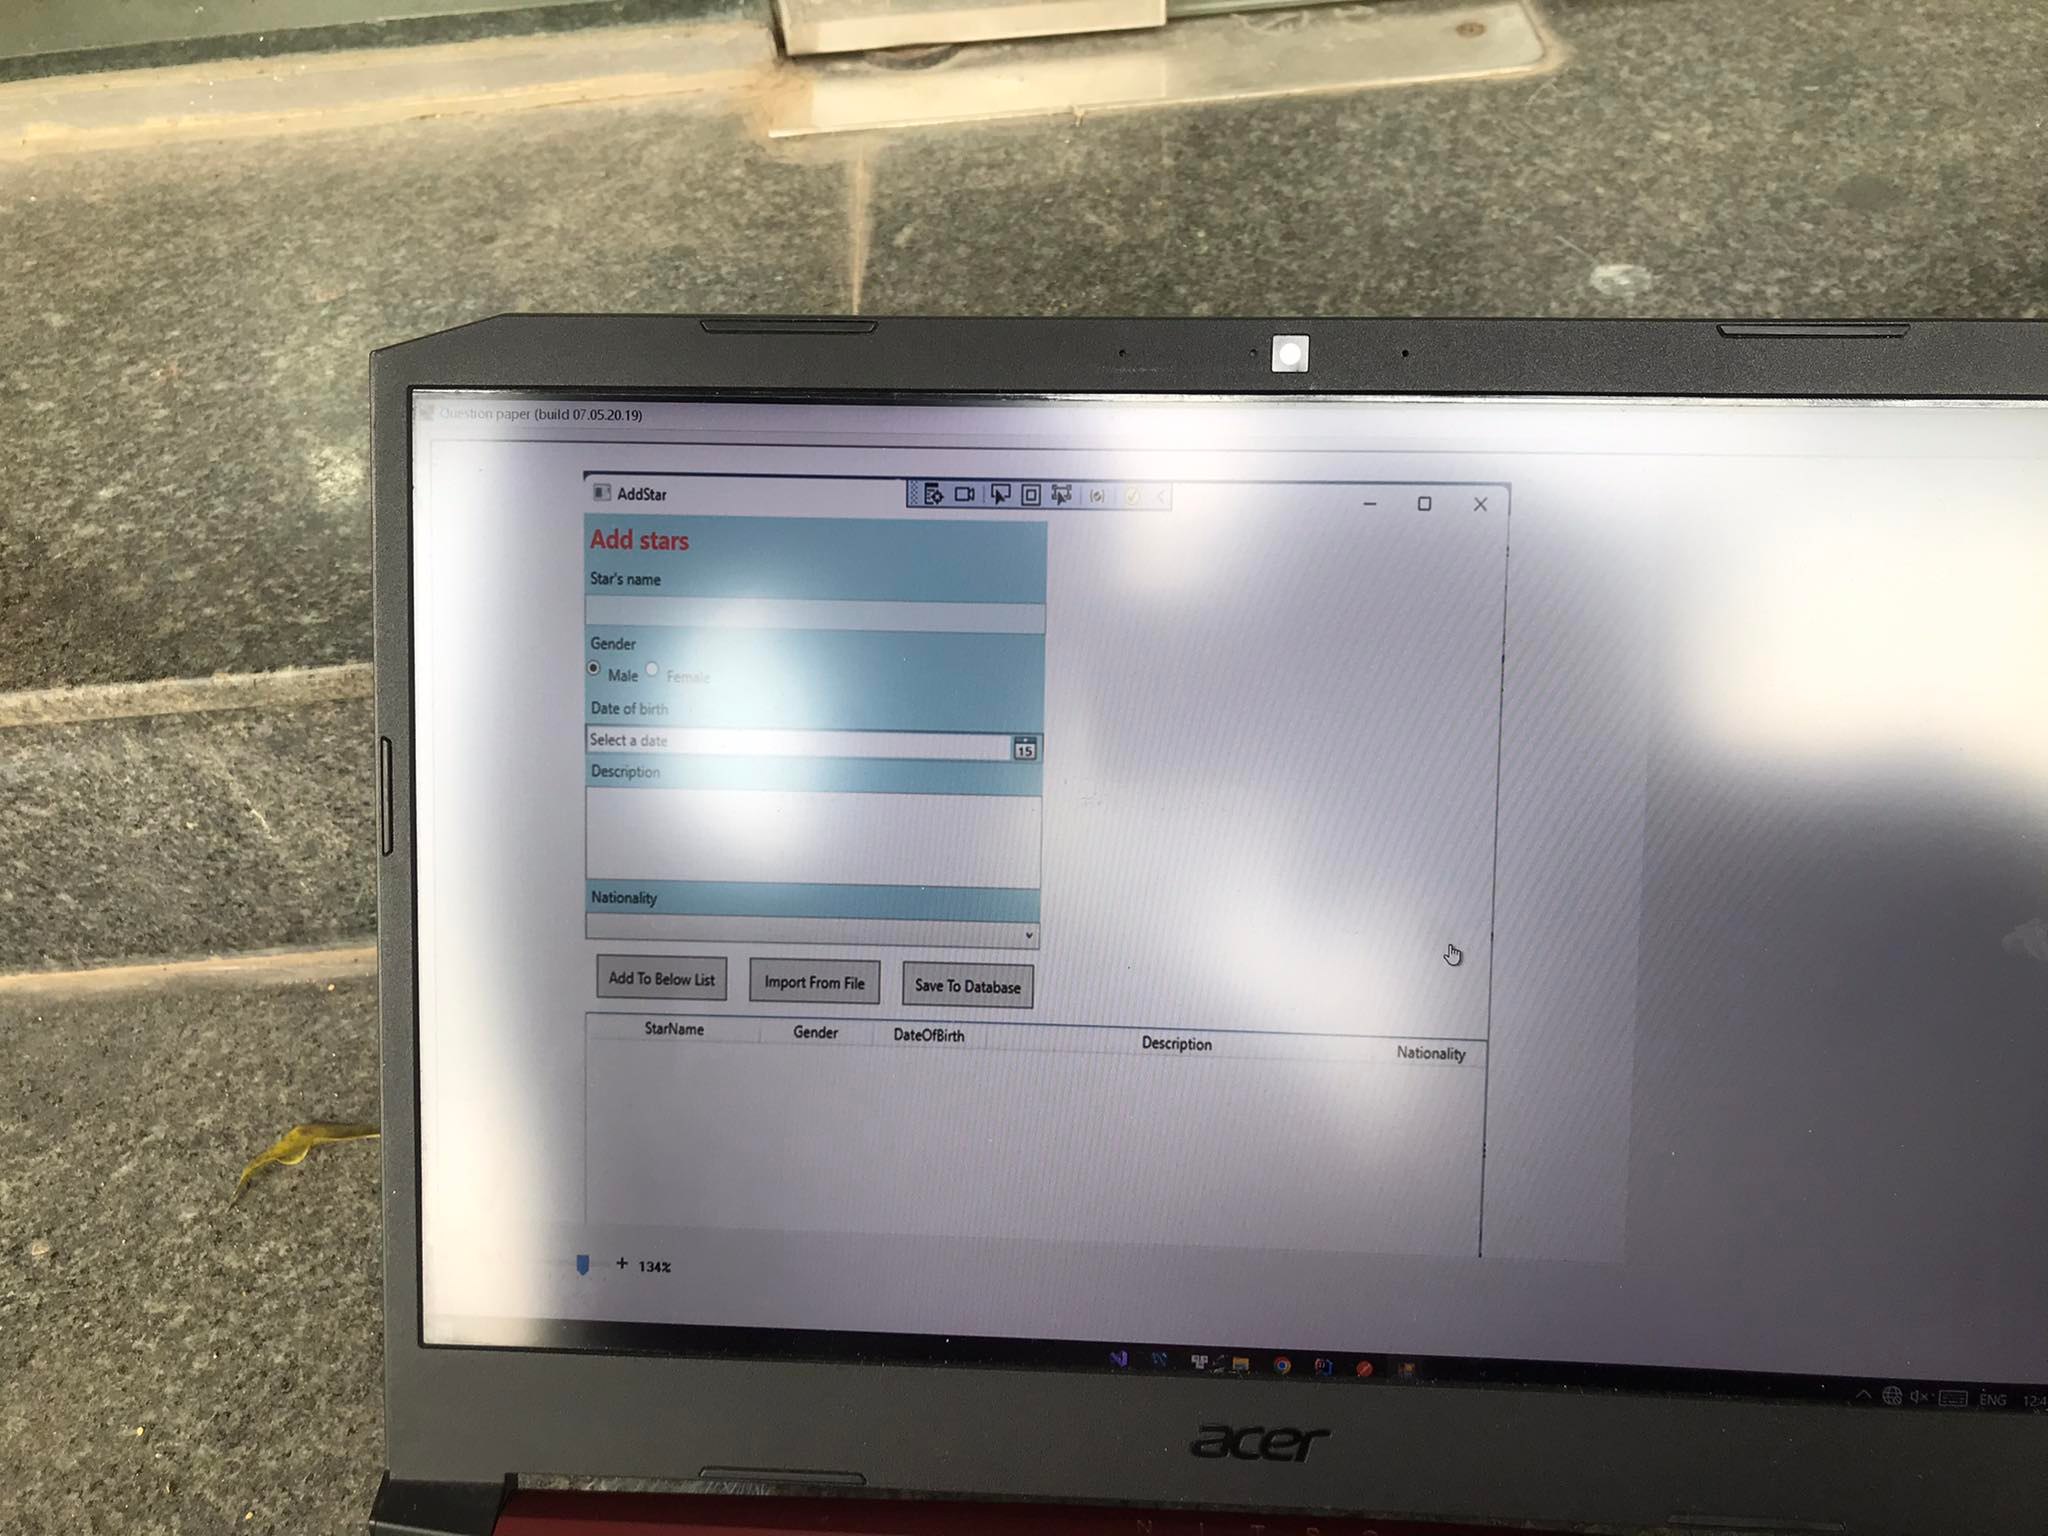 Question paper (build 07.05.20.19)
AddStar
Add stars
Star's name
Gender
Male Female
Date of birth
Select a date
15
Description
Nationality
Add To Below List Import From File Save To Database
StarName Gender DateOfBirth Description Nationality
+ 134%
ENG
acer